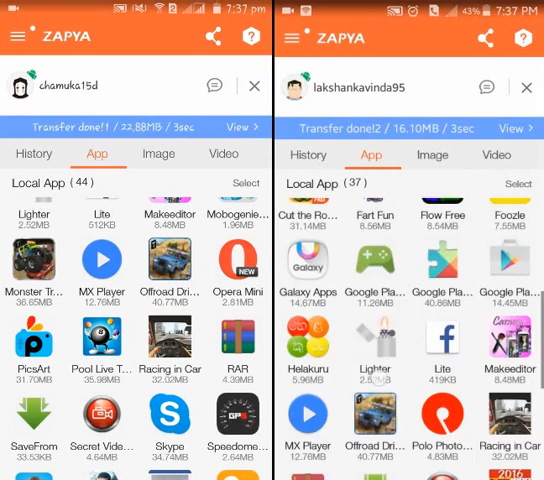 7:37 pm
ZAPYA
chamuka15d
Transfer done!1 / 22.88MB / 3sec View >
History App Image Video
Local App ( 44 ) Select
Lighter Lite Makeeditor Mobogenie...
2.52MB 512KB 8.48MB 1.96MB
NEW
Monster Tr... MX Player Offroad Dri... Opera Mini
36.65MB 12.76MB 40.77MB 2.81MB
PicsArt Pool Live T... Racing in Car RAR
31.70MB 35.98MB 32.02MB 4.39MB
GPS
SaveFrom Secret Vide... Skype Speedome...
33.53KB 4.64MB 34.74MB 2.64MB
43% 7:37 PM
ZAPYA
lakshankavinda95
Transfer done!2 / 16.10MB / 3sec View >
History App Image Video
Local App ( 37 ) Select
Cut the Ro... Fart Fun Flow Free Foozle
31.14MB 8.56MB 8.54MB 7.55MB
Galaxy
Galaxy Apps Google Pla... Google Pla... Google Pla...
14.67MB 11.26MB 40.86MB 14.45MB
Helakuru Lighter Lite Makeeditor
5.96MB 2.52MB 419KB 8.48MB
MX Player Offroad Dri... Polo Photo... Racing in Car
12.76MB 40.77MB 4.83MB 32.02MB
2016